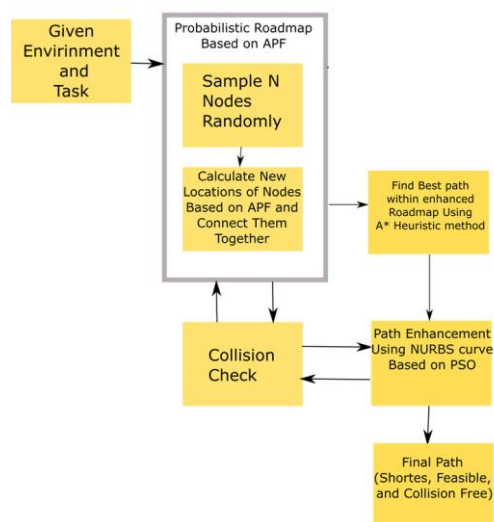 Given
Envirinment
and
Task
Probabilistic Roadmap
Based on APF
Sample N
Nodes
Randomly
Calculate New
Locations of Nodes
Based on APF and
Connect Them
Together
Find Best path
within enhanced
Roadmap Using
A* Heuristic method
Collision
Check
Path Enhancement
Using NURBS curve
Based on PSO
Final Path
(Shortes, Feasible,
and Collision Free)